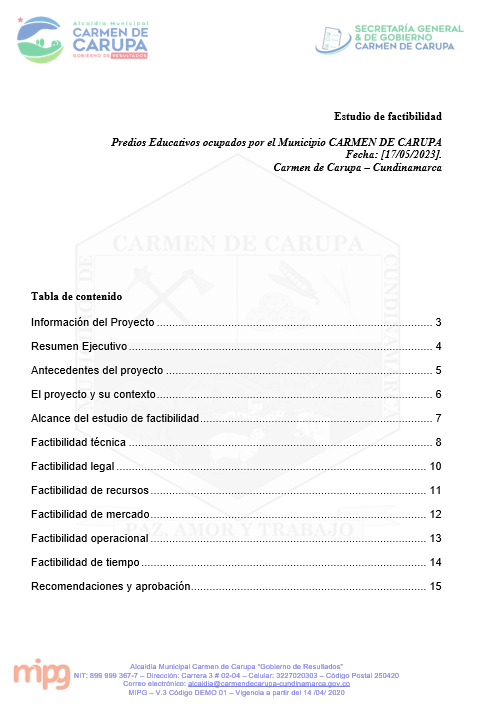 Alcaldía Municipal
CARMEN DE
CARUPA
GOBIERNO DE RESULTADOS
SECRETARÍA GENERAL
& DE GOBIERNO
CARMEN DE CARUPA
Estudio de factibilidad
Predios Educativos ocupados por el Municipio CARMEN DE CARUPA
Fecha: [17/05/2023].
Carmen de Carupa – Cundinamarca
CARMEN DE CARUPA
MUNICIPIO DE
CUNDINAMARCA
Tabla de contenido
Información del Proyecto ........ 3
Resumen Ejecutivo ........ 4
Antecedentes del proyecto ........ 5
El proyecto y su contexto ........ 6
Alcance del estudio de factibilidad ........ 7
Factibilidad técnica ........ 8
Factibilidad legal ........ 10
Factibilidad de recursos ........ 11
Factibilidad de mercado ........ 12
PAZ, AMOR Y TRABAJO
Factibilidad operacional ........ 13
Factibilidad de tiempo ........ 14
Recomendaciones y aprobación ........ 15
mipg
Alcaldía Municipal Carmen de Carupa "Gobierno de Resultados"
NIT: 899 999 367-7 – Dirección: Carrera 3 # 02-04 – Celular: 3227020303 – Código Postal 250420
Correo electrónico: alcaldia@carmendecarupa-cundinamarca.gov.co
MIPG – V.3 Código DEMO 01 – Vigencia a partir del 14 /04/ 2020